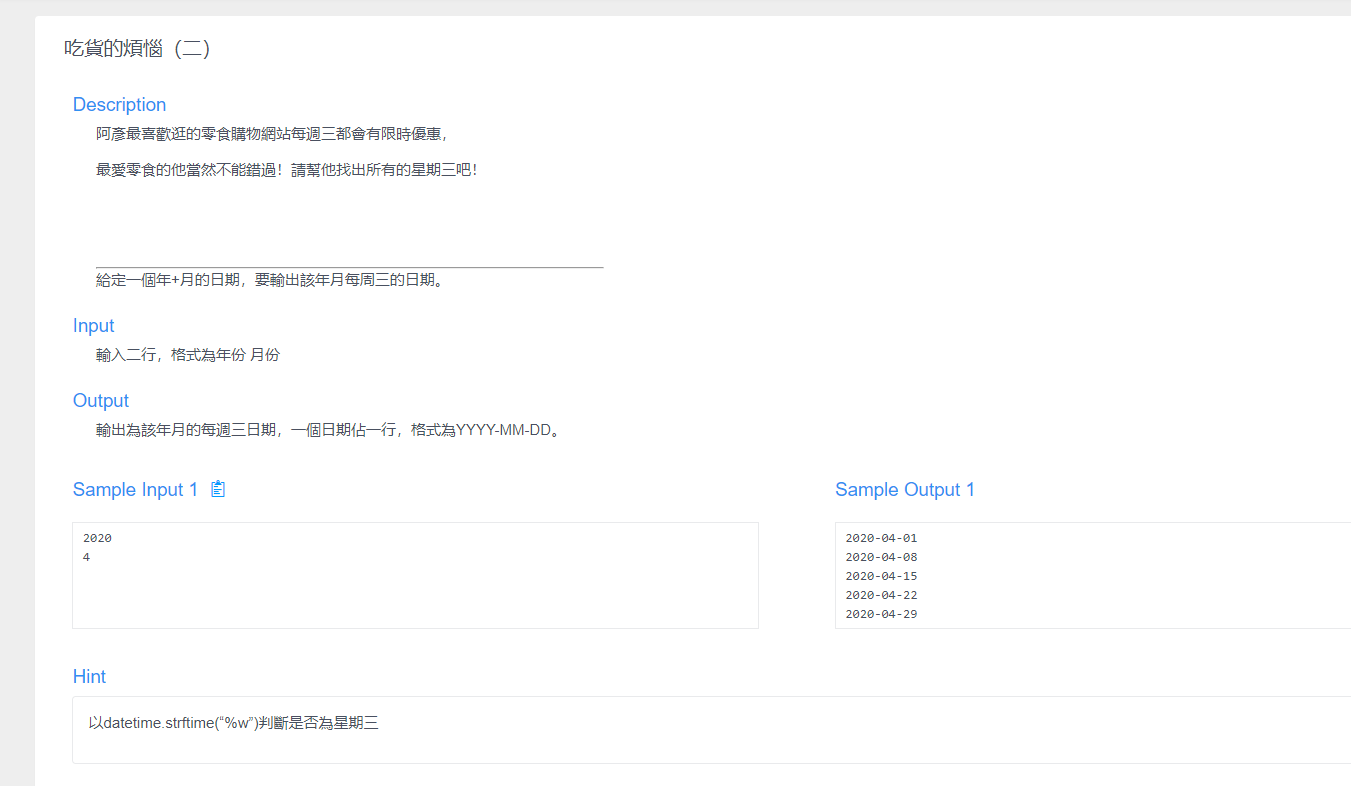 吃貨的煩惱（二）
Description
阿彥最喜歡逛的零食購物網站每週三都會有限時優惠，
最愛零食的他當然不能錯過！請幫他找出所有的星期三吧！
給定一個年+月的日期，要輸出該年月每周三的日期。
Input
輸入二行，格式為年份 月份
Output
輸出為該年月的每週三日期，一個日期佔一行，格式為YYYY-MM-DD。
Sample Input 1
Sample Output 1
2020
4
2020-04-01
2020-04-08
2020-04-15
2020-04-22
2020-04-29
Hint
以datetime.strftime(“%w”)判斷是否為星期三